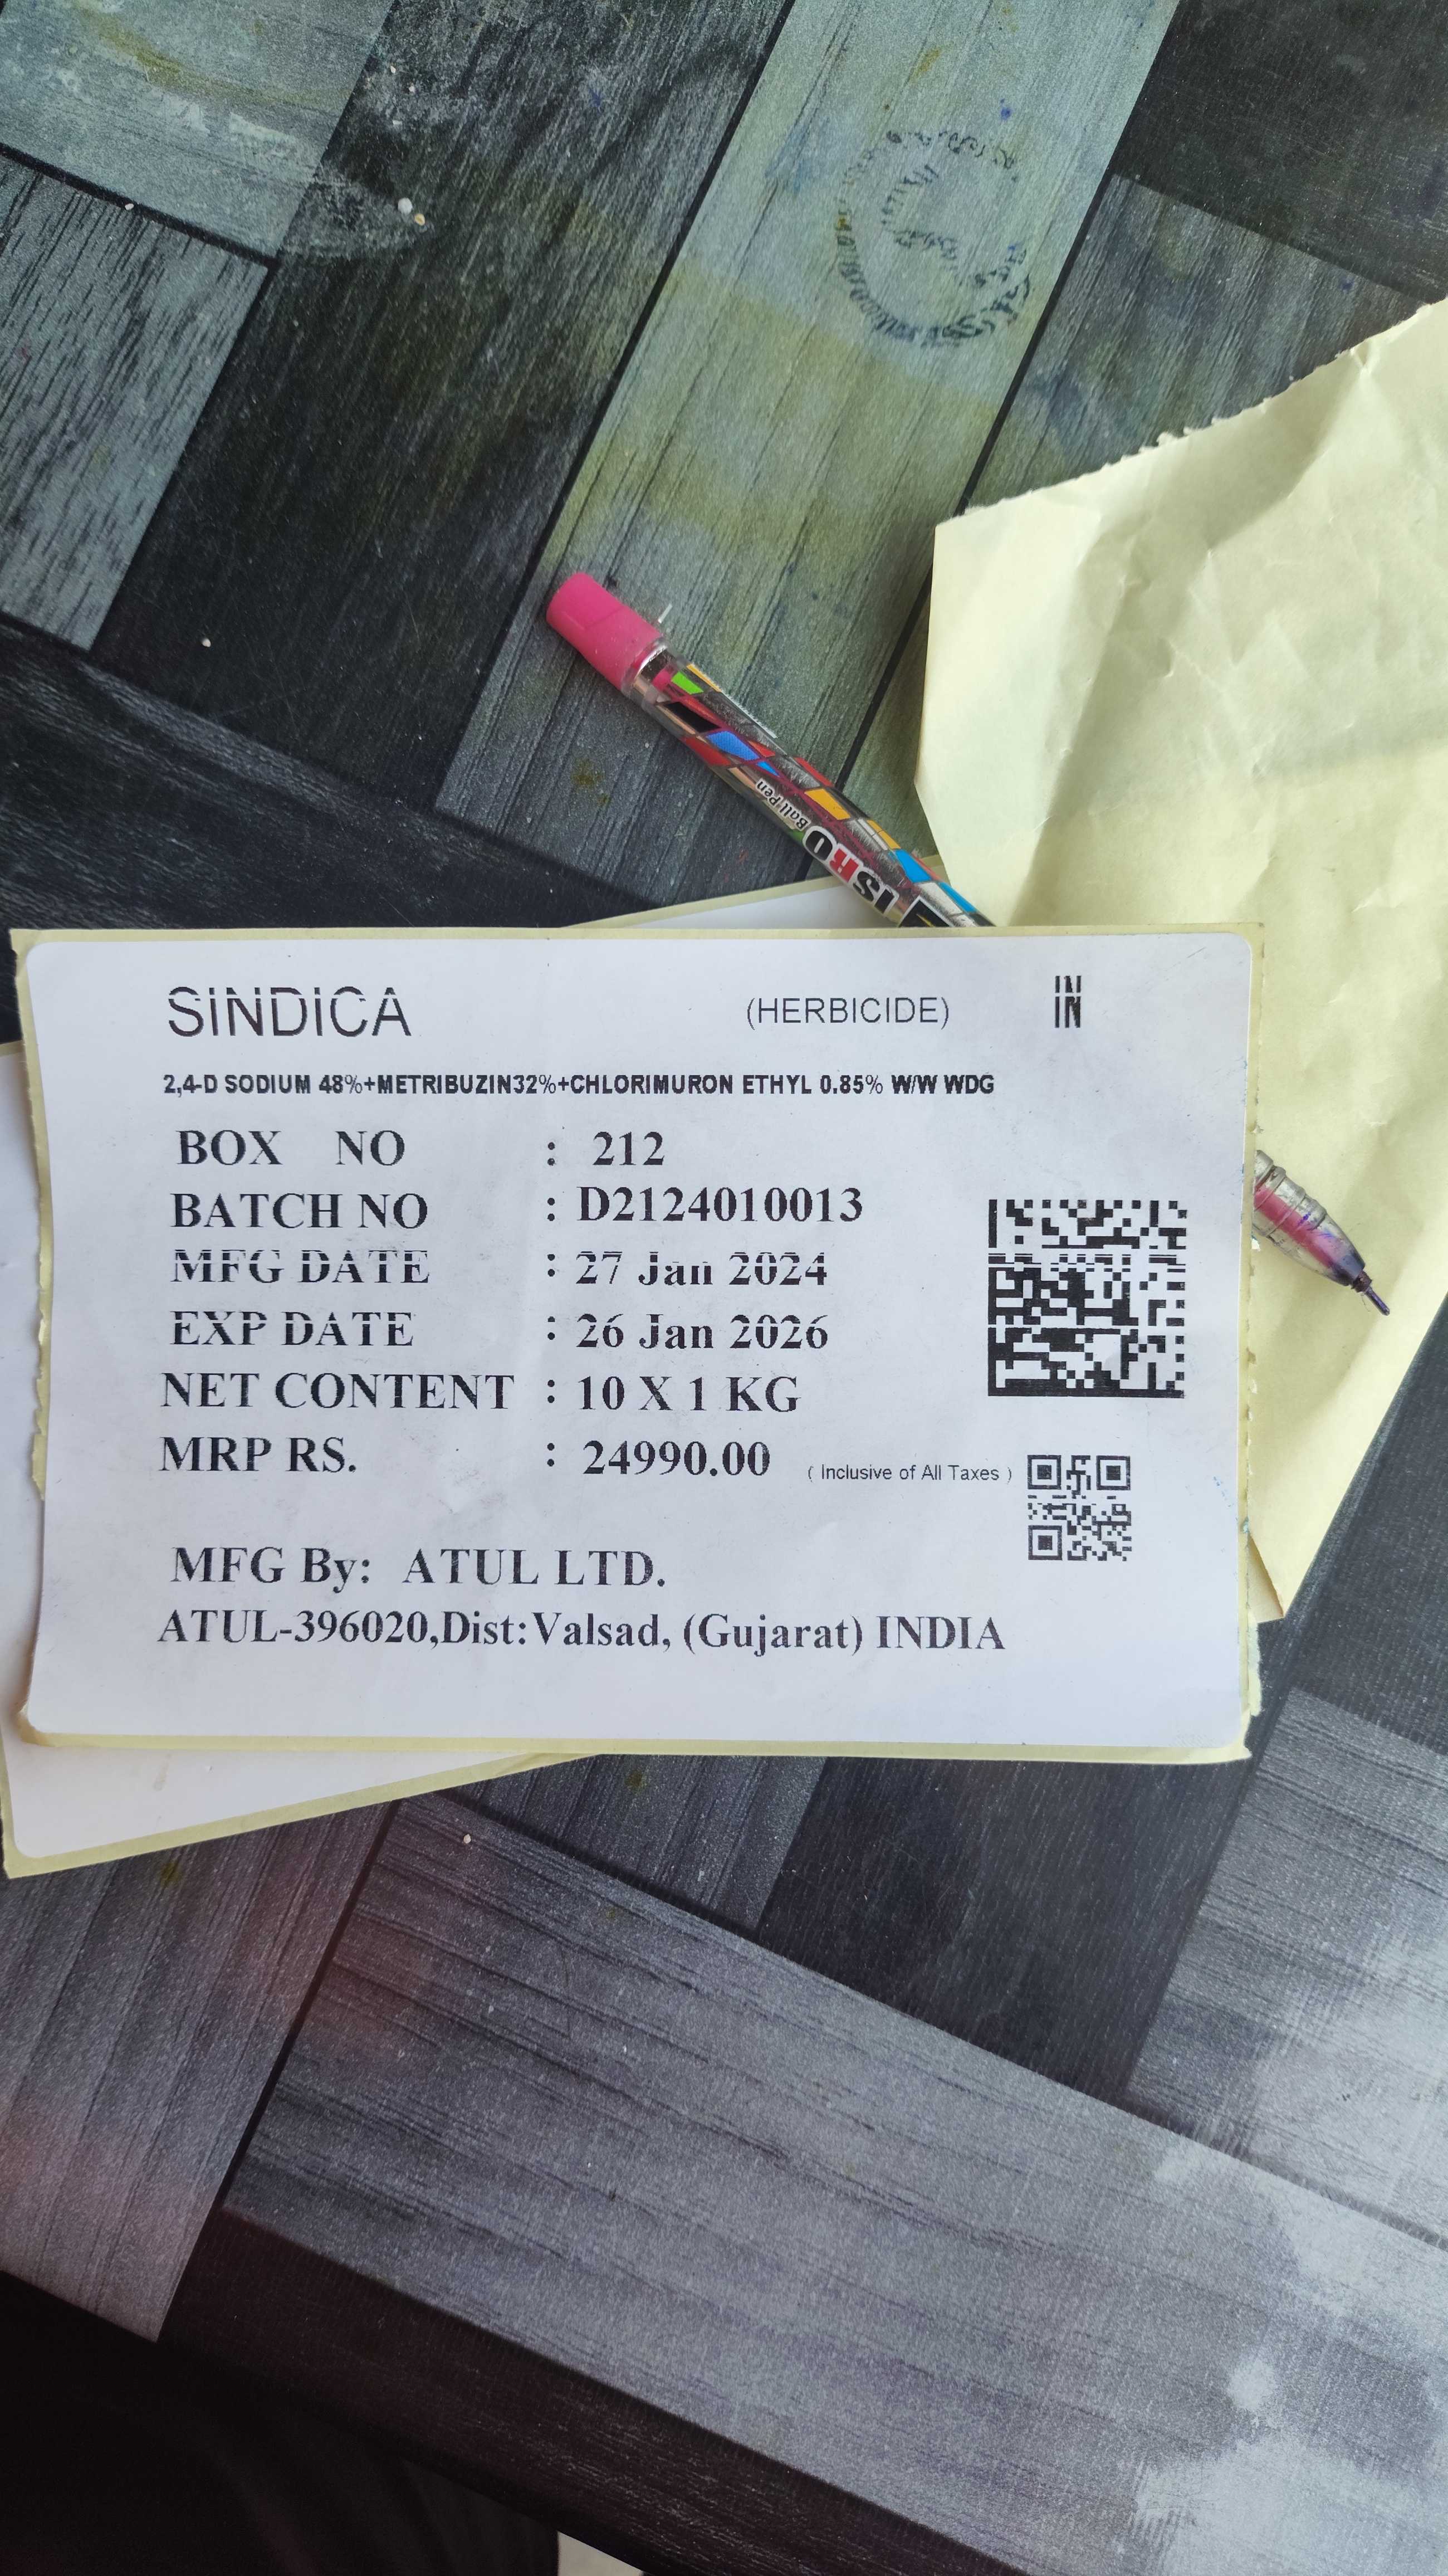 ISRO Ball Pen
SiNDiCA (HERBICIDE) IN
2,4-D SODIUM 48%+METRIBUZIN32%+CHLORIMURON ETHYL 0.85% W/W WDG
BOX NO : 212
BATCH NO : D2124010013
MFG DATE : 27 Jan 2024
EXP DATE : 26 Jan 2026
NET CONTENT : 10 X 1 KG
MRP RS. : 24990.00 ( Inclusive of All Taxes )
MFG By: ATUL LTD.
ATUL-396020,Dist:Valsad, (Gujarat) INDIA